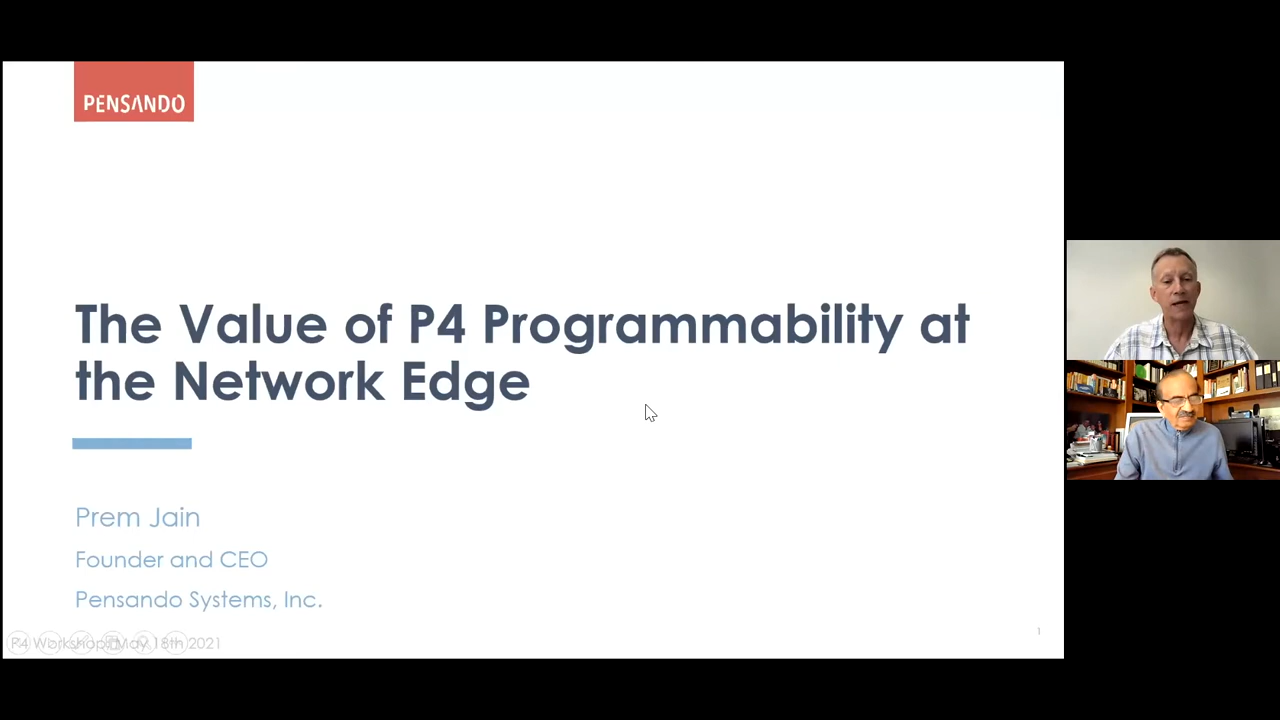 PENSANDO
The Value of P4 Programmability at
the Network Edge
Prem Jain
Founder and CEO
Pensando Systems, Inc.
P4 Workshop, May 18th 2021
1